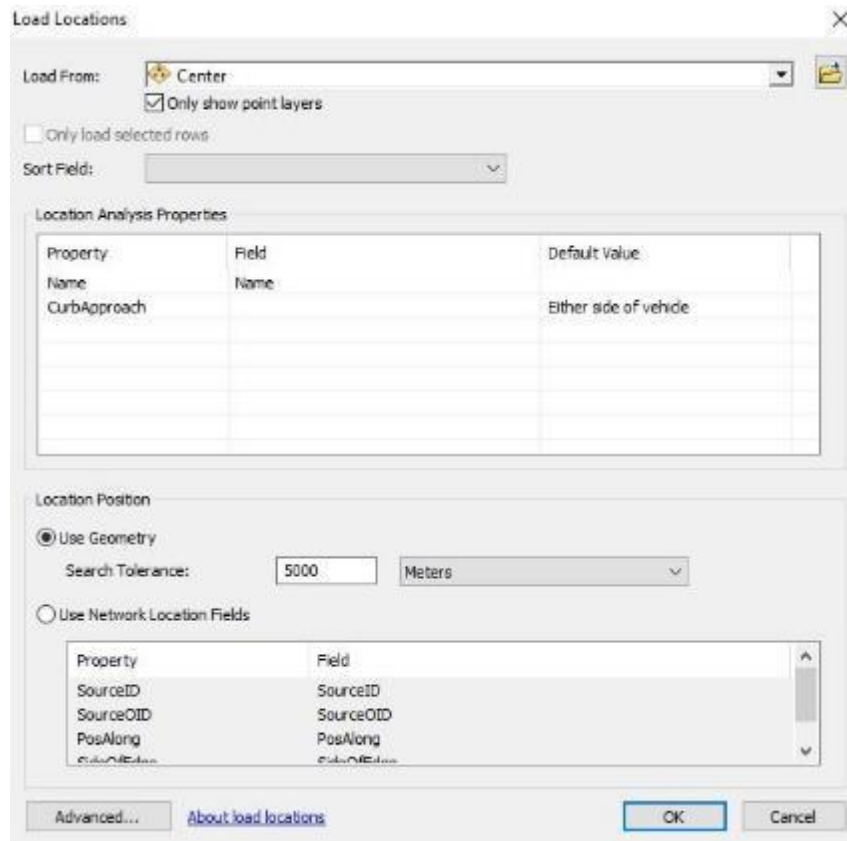 Load Locations
Load From: Center
Only show point layers
Only load selected rows
Sort Field:
Location Analysis Properties
Property Field Default Value
Name Name
CurbApproach Either side of vehicle
Location Position
Use Geometry
Search Tolerance: 5000 Meters
Use Network Location Fields
Property Field
SourceID SourceID
SourceOID SourceOID
PosAlong PosAlong
SideOfEdge SideOfEdge
Advanced... About load locations OK Cancel